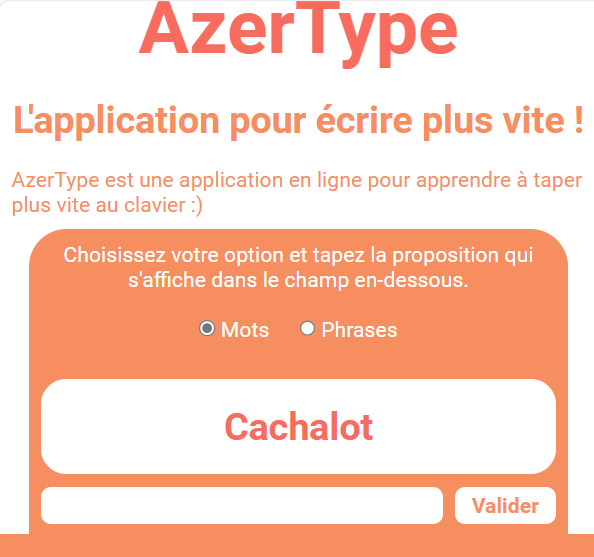 AzerType
L'application pour écrire plus vite !
AzerType est une application en ligne pour apprendre à taper
plus vite au clavier :)
Choisissez votre option et tapez la proposition qui
s'affiche dans le champ en-dessous.
Mots Phrases
Cachalot
Valider